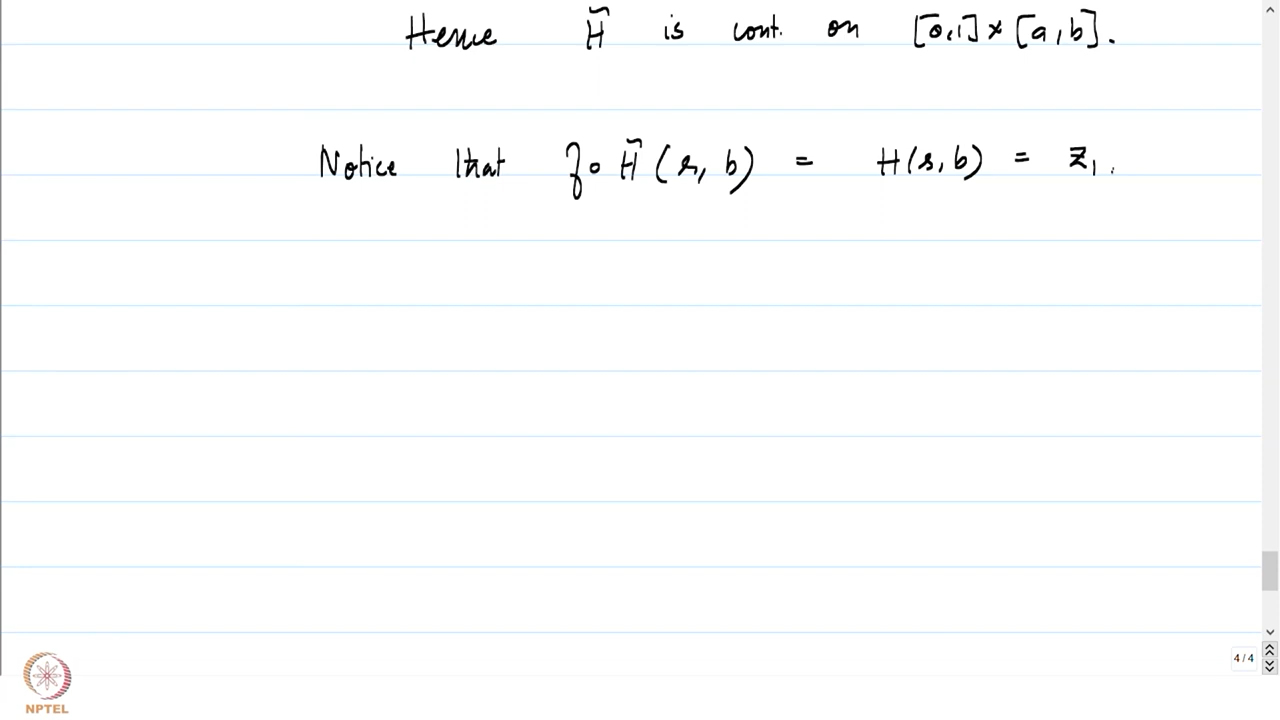 Hence H̃ is cont. on [0,1] × [a,b].
Notice that f∘H̃(s, b) = H(s, b) = z₁.
4 / 4
NPTEL